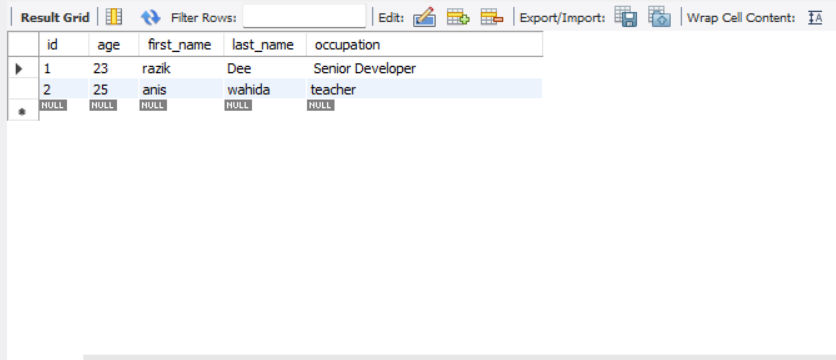 Result Grid Filter Rows: Edit: Export/Import: Wrap Cell Content: IA
id age first_name last_name occupation
1 23 razik Dee Senior Developer
2 25 anis wahida teacher
NULL NULL NULL NULL NULL